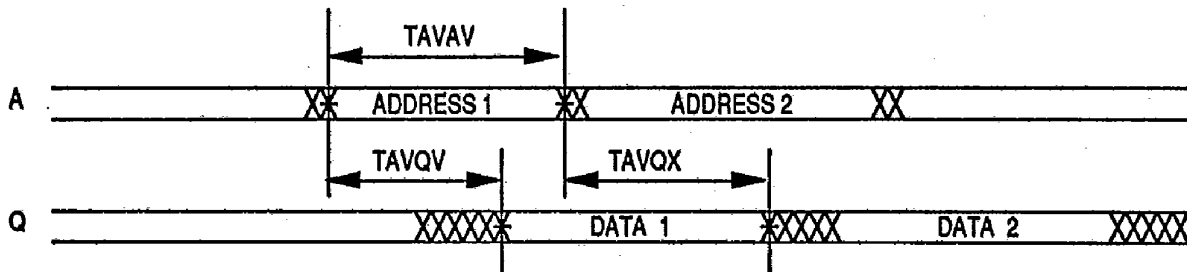 TAVAV
A ADDRESS 1 ADDRESS 2
TAVQV TAVQX
Q DATA 1 DATA 2